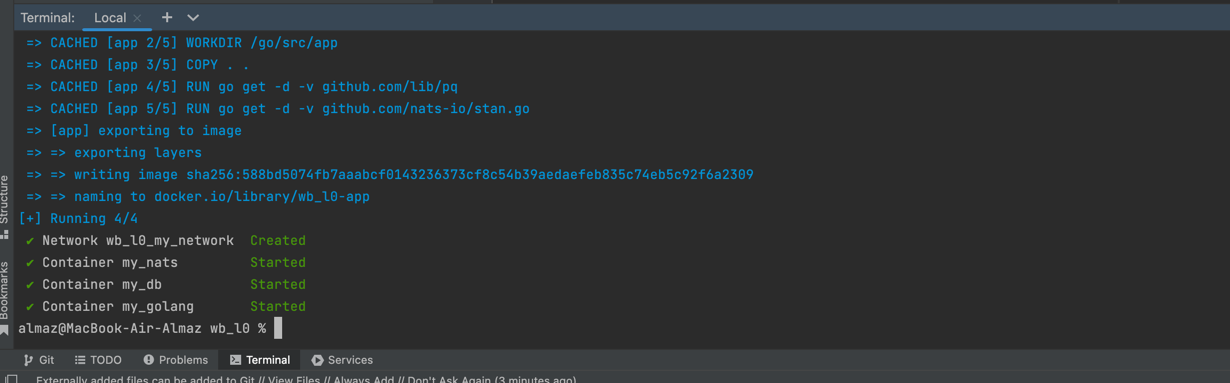 Terminal: Local × +
=> CACHED [app 2/5] WORKDIR /go/src/app
=> CACHED [app 3/5] COPY . .
=> CACHED [app 4/5] RUN go get -d -v github.com/lib/pq
=> CACHED [app 5/5] RUN go get -d -v github.com/nats-io/stan.go
=> [app] exporting to image
=> => exporting layers
=> => writing image sha256:588bd5074fb7aaabcf0143236373cf8c54b39aedaefeb835c74eb5c92f6a2309
=> => naming to docker.io/library/wb_l0-app
[+] Running 4/4
✔ Network wb_l0_my_network Created
✔ Container my_nats Started
✔ Container my_db Started
✔ Container my_golang Started
almaz@MacBook-Air-Almaz wb_l0 %
Structure
Bookmarks
Git TODO Problems Terminal Services
Externally added files can be added to Git // View Files // Always Add // Don't Ask Again (3 minutes ago)